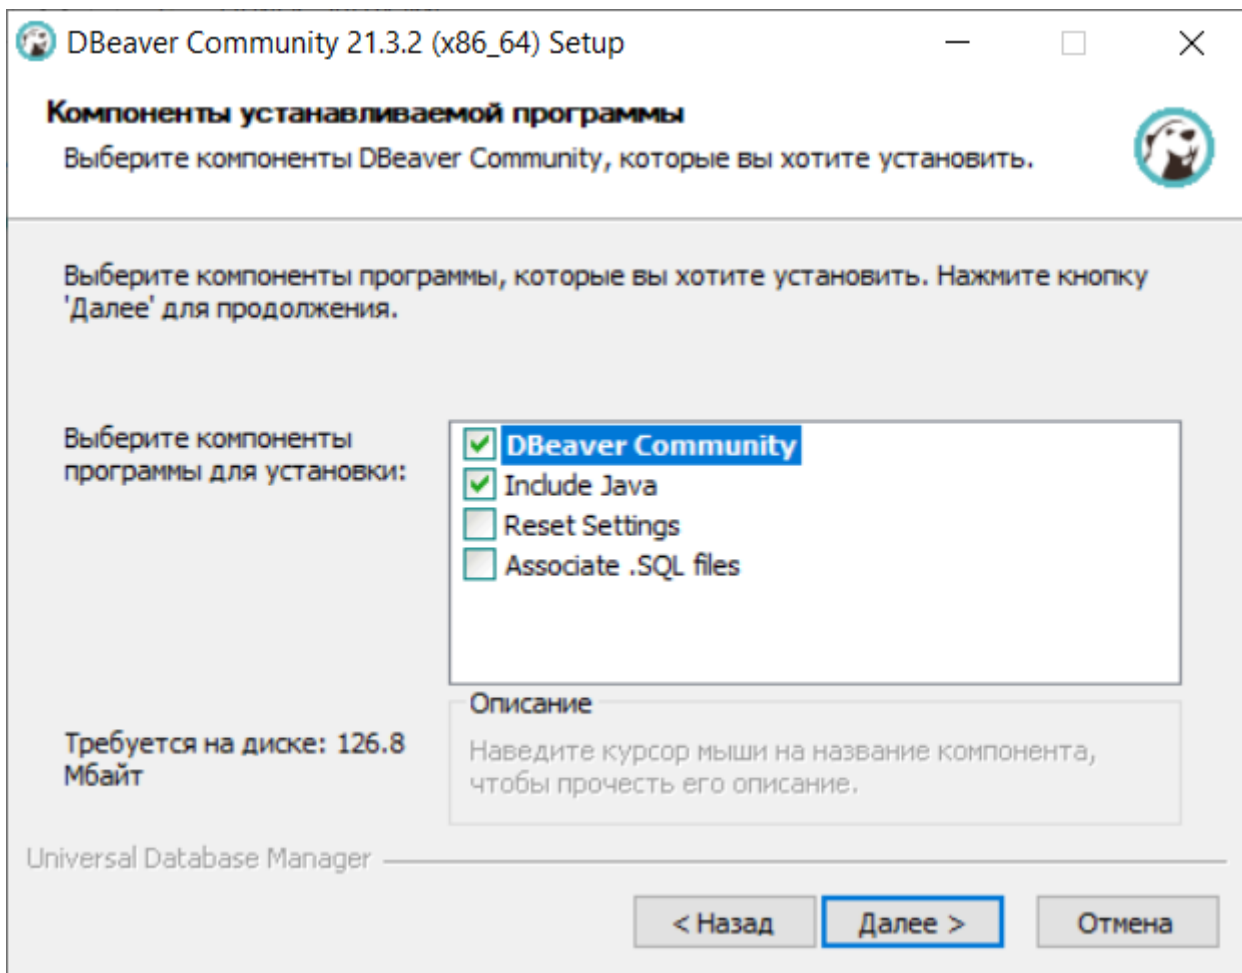 DBeaver Community 21.3.2 (x86_64) Setup
Компоненты устанавливаемой программы
Выберите компоненты DBeaver Community, которые вы хотите установить.
Выберите компоненты программы, которые вы хотите установить. Нажмите кнопку
'Далее' для продолжения.
Выберите компоненты
программы для установки:
DBeaver Community
Include Java
Reset Settings
Associate .SQL files
Требуется на диске: 126.8
Мбайт
Описание
Наведите курсор мыши на название компонента,
чтобы прочесть его описание.
Universal Database Manager
< Назад
Далее >
Отмена